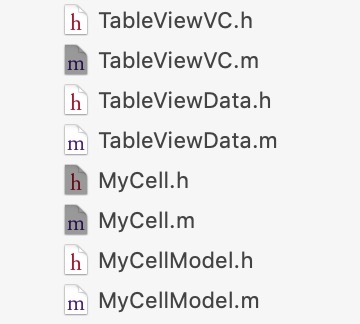 h TableViewVC.h
m TableViewVC.m
h TableViewData.h
m TableViewData.m
h MyCell.h
m MyCell.m
h MyCellModel.h
m MyCellModel.m